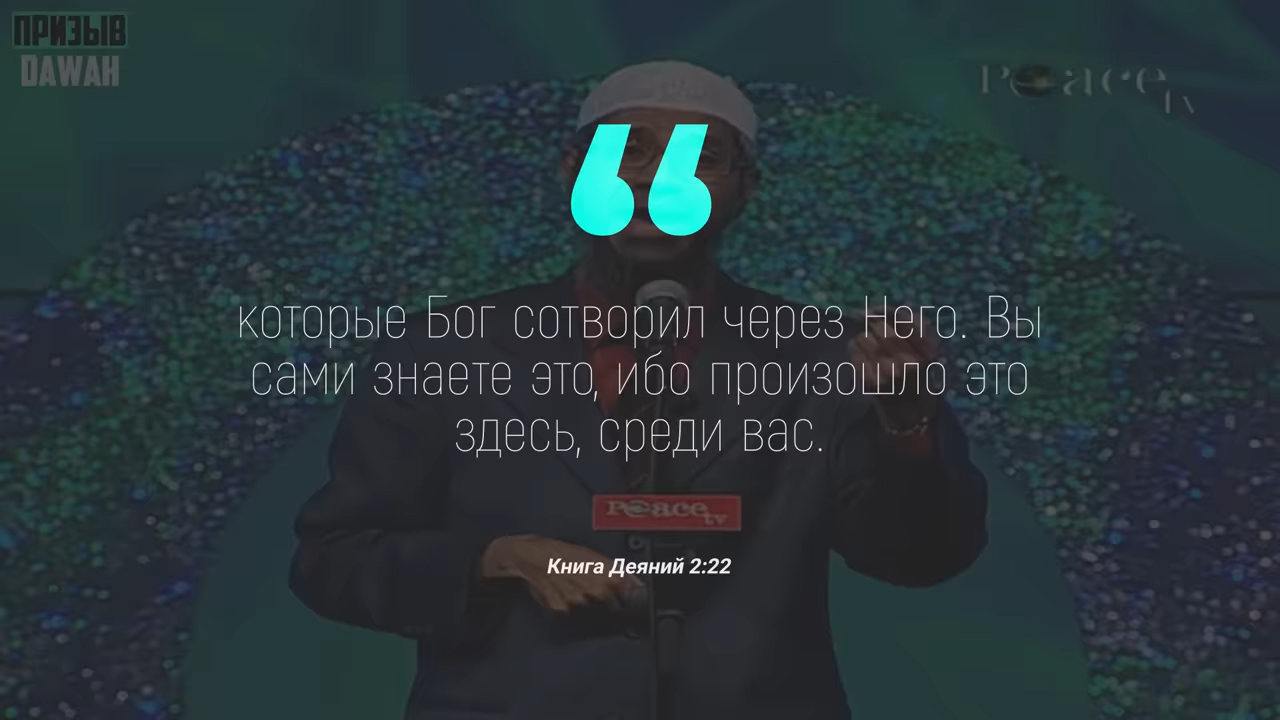 ПРИЗЫВ
DAWAH
Peace
tv
которые Бог сотворил через Него. Вы
сами знаете это, ибо произошло это
здесь, среди вас.
Peace tv
Книга Деяний 2:22